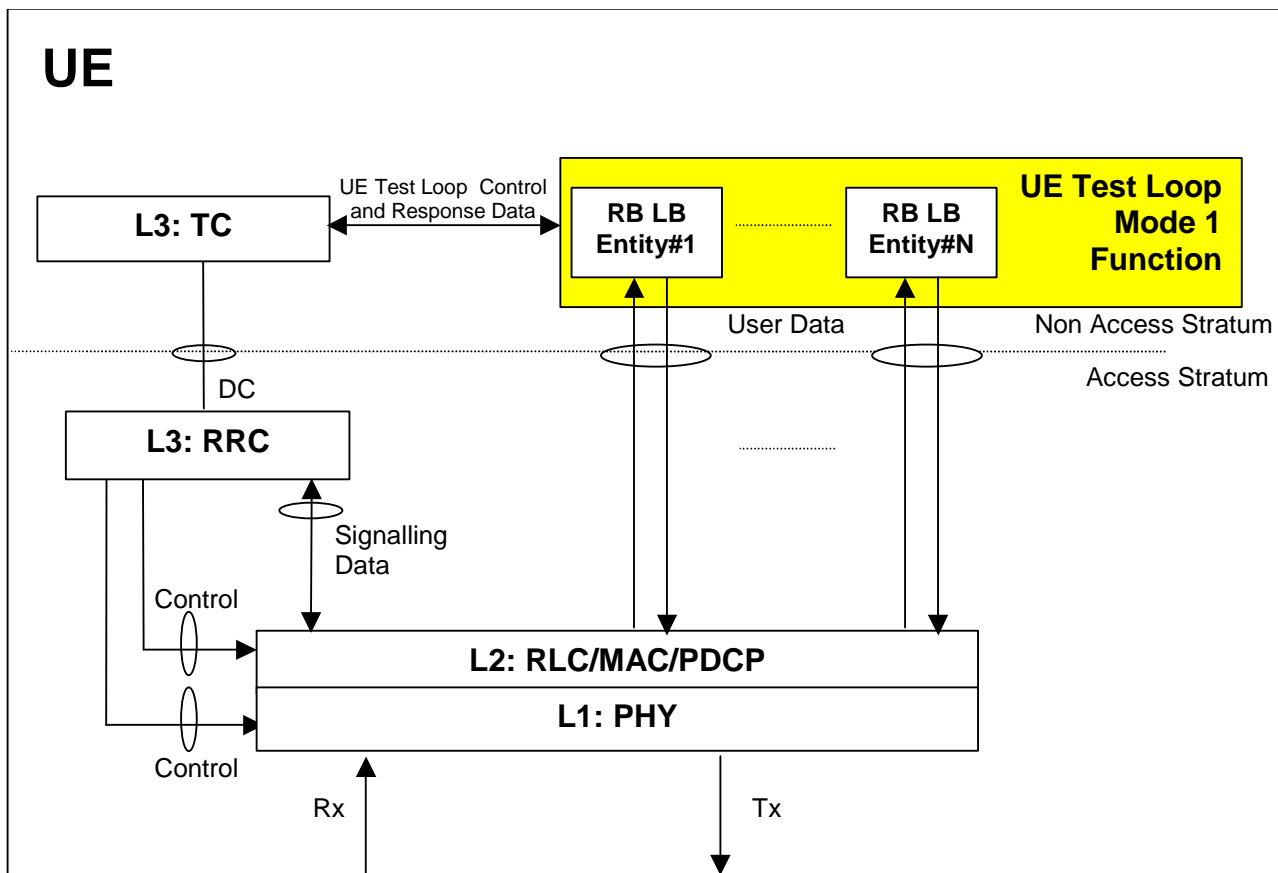 UE
UE Test Loop Control
and Response Data
L3: TC
RB LB
Entity#1
RB LB
Entity#N
UE Test Loop
Mode 1
Function
User Data
Non Access Stratum
Access Stratum
DC
L3: RRC
Signalling
Data
Control
L2: RLC/MAC/PDCP
L1: PHY
Control
Rx
Tx